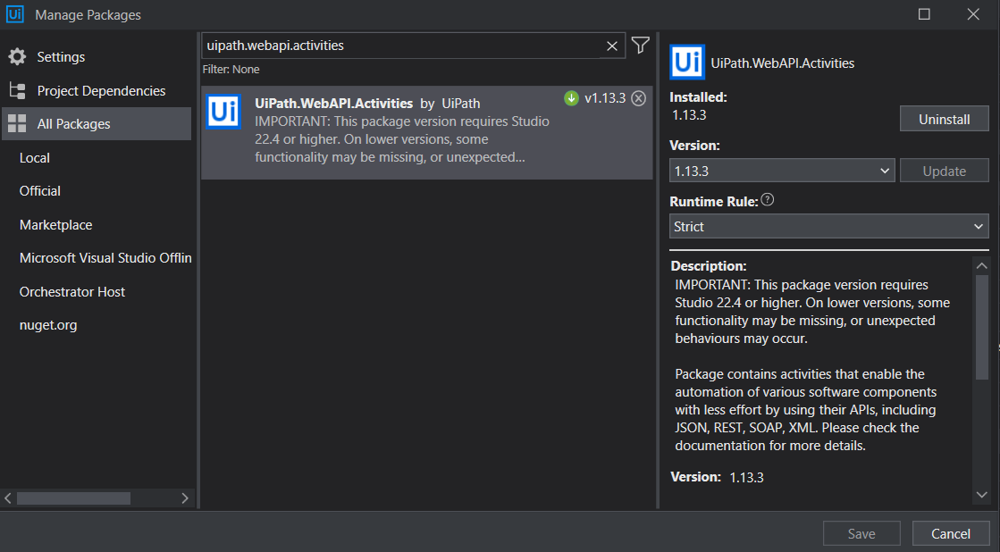 Ui Manage Packages
Settings
Project Dependencies
All Packages
Local
Official
Marketplace
Microsoft Visual Studio Offlin
Orchestrator Host
nuget.org
uipath.webapi.activities
Filter: None
Ui
UiPath.WebAPI.Activities by UiPath
v1.13.3
IMPORTANT: This package version requires Studio
22.4 or higher. On lower versions, some
functionality may be missing, or unexpected...
Ui UiPath.WebAPI.Activities
Installed:
1.13.3
Uninstall
Version:
1.13.3
Update
Runtime Rule: ?
Strict
Description:
IMPORTANT: This package version requires
Studio 22.4 or higher. On lower versions, some
functionality may be missing, or unexpected
behaviours may occur.
Package contains activities that enable the
automation of various software components
with less effort by using their APIs, including
JSON, REST, SOAP, XML. Please check the
documentation for more details.
Version: 1.13.3
Save
Cancel